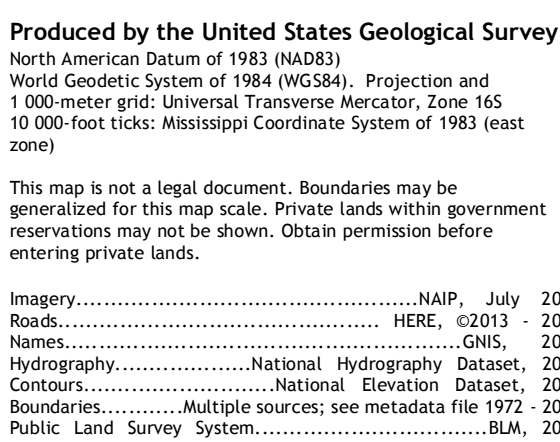 Produced by the United States Geological Survey
North American Datum of 1983 (NAD83)
World Geodetic System of 1984 (WGS84). Projection and
1 000-meter grid: Universal Transverse Mercator, Zone 16S
10 000-foot ticks: Mississippi Coordinate System of 1983 (east
zone)
This map is not a legal document. Boundaries may be
generalized for this map scale. Private lands within government
reservations may not be shown. Obtain permission before
entering private lands.
Imagery..................................................NAIP, July 20
Roads................................................ HERE, ©2013 - 20
Names..........................................................GNIS, 20
Hydrography....................National Hydrography Dataset, 20
Contours............................National Elevation Dataset, 20
Boundaries............Multiple sources; see metadata file 1972 - 20
Public Land Survey System..................................BLM, 20